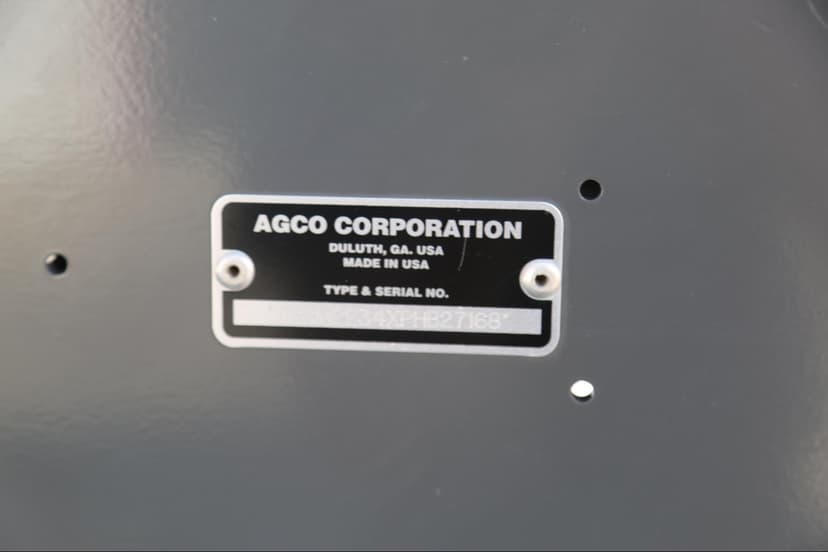 AGCO CORPORATION
DULUTH, GA. USA
MADE IN USA
TYPE & SERIAL NO.